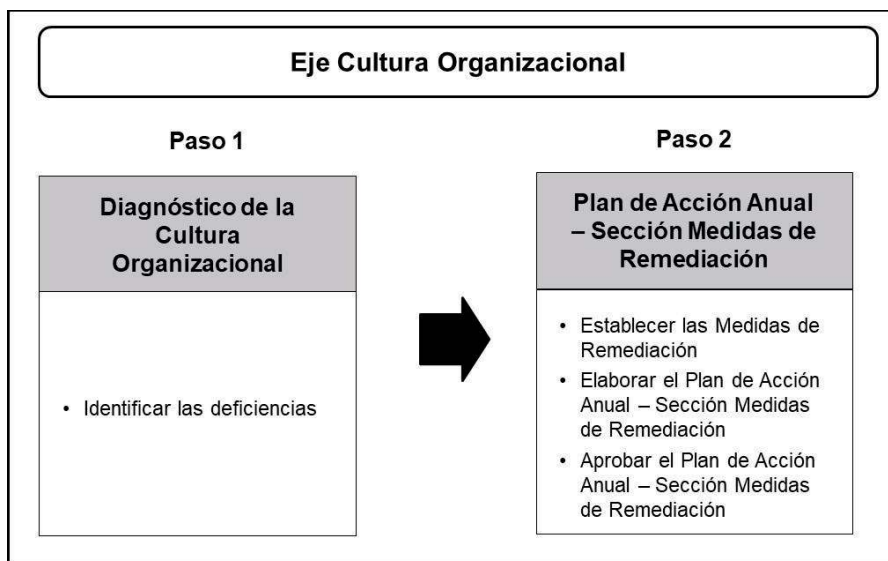 Eje Cultura Organizacional
Paso 1
Diagnóstico de la
Cultura
Organizacional
• Identificar las deficiencias
Paso 2
Plan de Acción Anual
– Sección Medidas de
Remediación
• Establecer las Medidas de
Remediación
• Elaborar el Plan de Acción
Anual – Sección Medidas
de Remediación
• Aprobar el Plan de Acción
Anual – Sección Medidas
de Remediación